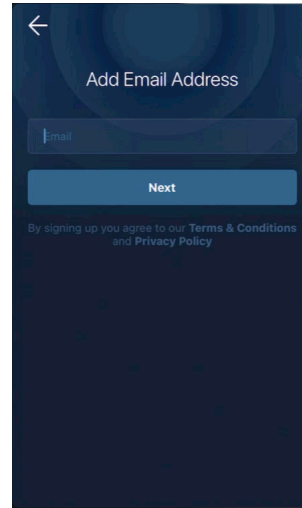 Add Email Address
Email
Next
By signing up you agree to our Terms & Conditions
and Privacy Policy